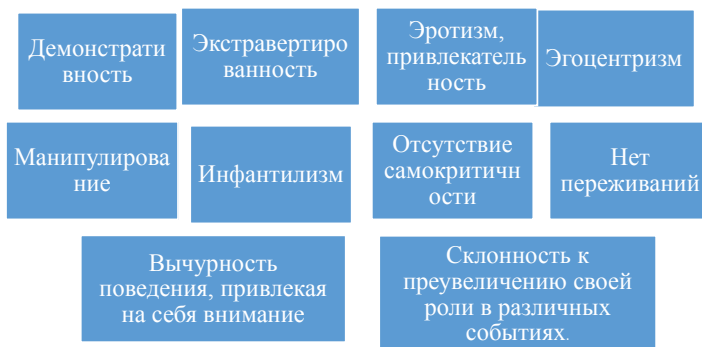 Демонстрати
вность
Экстравертиро
ванность
Эротизм,
привлекатель
ность
Эгоцентризм
Манипулирова
ние
Инфантилизм
Отсутствие
самокритичн
ости
Нет
переживаний
Вычурность
поведения, привлекая
на себя внимание
Склонность к
преувеличению своей
роли в различных
событиях.